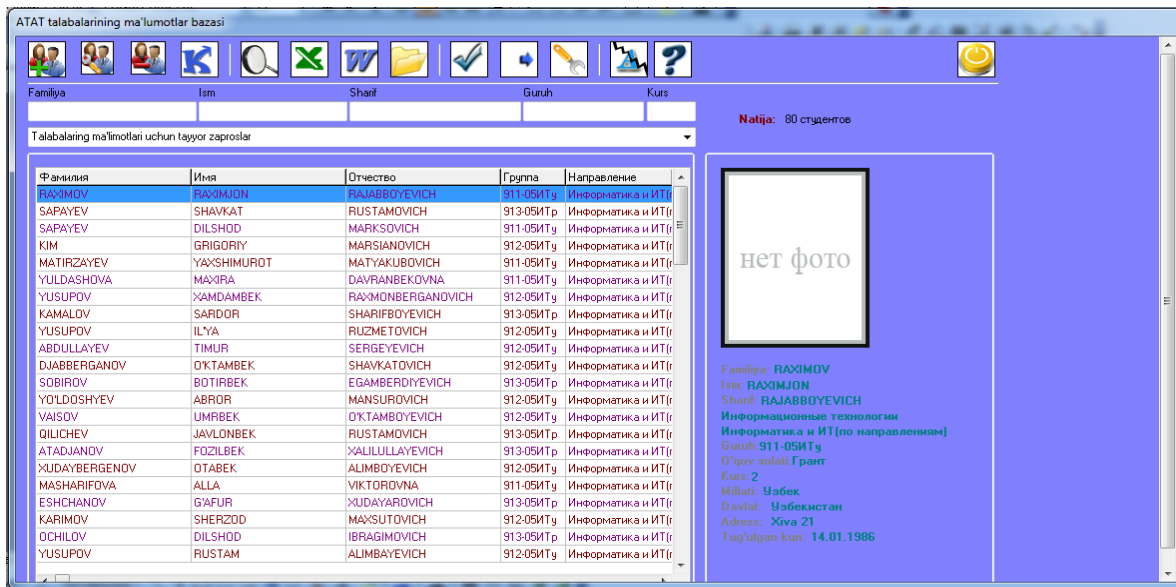 ATAT talabalarining ma'lumotlar bazasi
Familiya Ism Sharif Guruh Kurs
Natija: 80 студентов
Talabalaring ma'limotlari uchun tayyor zaproslar
Фамилия Имя Отчество Группа Направление
RAXIMOV RAXIMJON RAJABBOYEVICH 911-05ИТу Информатика и ИТ(г
SAPAYEV SHAVKAT RUSTAMOVICH 913-05ИТр Информатика и ИТ(г
SAPAYEV DILSHOD MARKSOVICH 911-05ИТу Информатика и ИТ(г
KIM GRIGORIY MARSIANOVICH 912-05ИТу Информатика и ИТ(г
MATIRZAYEV YAXSHIMUROT MATYAKUBOVICH 911-05ИТу Информатика и ИТ(г
YULDASHOVA MAXIRA DAVRANBEKOVNA 911-05ИТу Информатика и ИТ(г
YUSUPOV XAMDAMBEK RAXMONBERGANOVICH 912-05ИТу Информатика и ИТ(г
KAMALOV SARDOR SHARIFBOYEVICH 913-05ИТр Информатика и ИТ(г
YUSUPOV IL'YA RUZMETOVICH 912-05ИТу Информатика и ИТ(г
ABDULLAYEV TIMUR SERGEYEVICH 912-05ИТу Информатика и ИТ(г
DJABBERGANOV O'KTAMBEK SHAVKATOVICH 912-05ИТу Информатика и ИТ(г
SOBIROV BOTIRBEK EGAMBERDIYEVICH 913-05ИТр Информатика и ИТ(г
YO'LDOSHYEV ABROR MANSUROVICH 912-05ИТу Информатика и ИТ(г
VAISOV UMRBEK O'KTAMBOYEVICH 912-05ИТу Информатика и ИТ(г
QILICHEV JAVLONBEK RUSTAMOVICH 913-05ИТр Информатика и ИТ(г
ATADJANOV FOZILBEK XALILULLAYEVICH 913-05ИТр Информатика и ИТ(г
XUDAYBERGENOV OTABEK ALIMBOYEVICH 912-05ИТу Информатика и ИТ(г
MASHARIFOVA ALLA VIKTOROVNA 911-05ИТу Информатика и ИТ(г
ESHCHANOV G'AFUR XUDAYAROVICH 913-05ИТр Информатика и ИТ(г
KARIMOV SHERZOD MAXSUTOVICH 912-05ИТу Информатика и ИТ(г
OCHILOV DILSHOD IBRAGIMOVICH 913-05ИТр Информатика и ИТ(г
YUSUPOV RUSTAM ALIMBAYEVICH 912-05ИТу Информатика и ИТ(г
нет фото
Familiya: RAXIMOV
Ism: RAXIMJON
Sharif: RAJABBOYEVICH
Информационные технологии
Информатика и ИТ(по направлениям)
Guruh:911-05ИТу
O'quv xolati:Грант
Kurs:2
Millati: Узбек
Davlat: Узбекистан
Adress: Xiva 21
Tug'ulgan kun: 14.01.1986